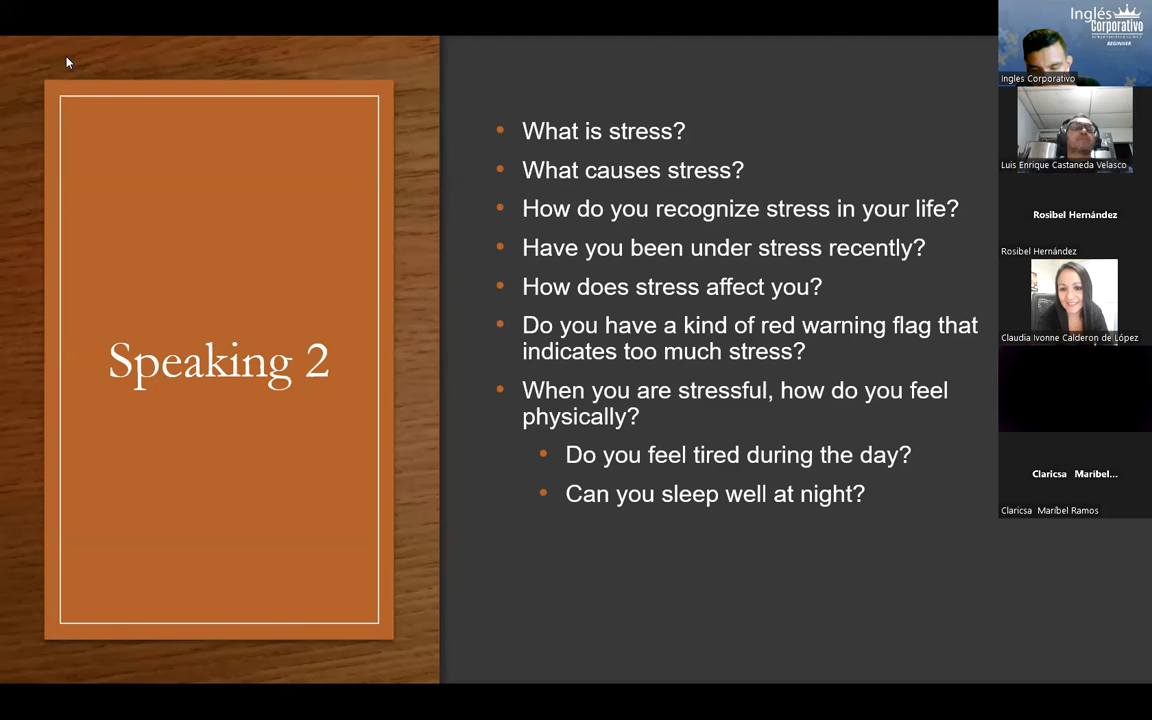 Speaking 2
What is stress?
What causes stress?
How do you recognize stress in your life?
Have you been under stress recently?
How does stress affect you?
Do you have a kind of red warning flag that
indicates too much stress?
When you are stressful, how do you feel
physically?
Do you feel tired during the day?
Can you sleep well at night?
Inglés
Corporativo
BEGINNER
Ingles Corporativo
Luis Enrique Castaneda Velasco
Rosibel Hernández
Rosibel Hernández
Claudia Ivonne Calderon de López
Claricsa Maribel...
Claricsa Maríbel Ramos